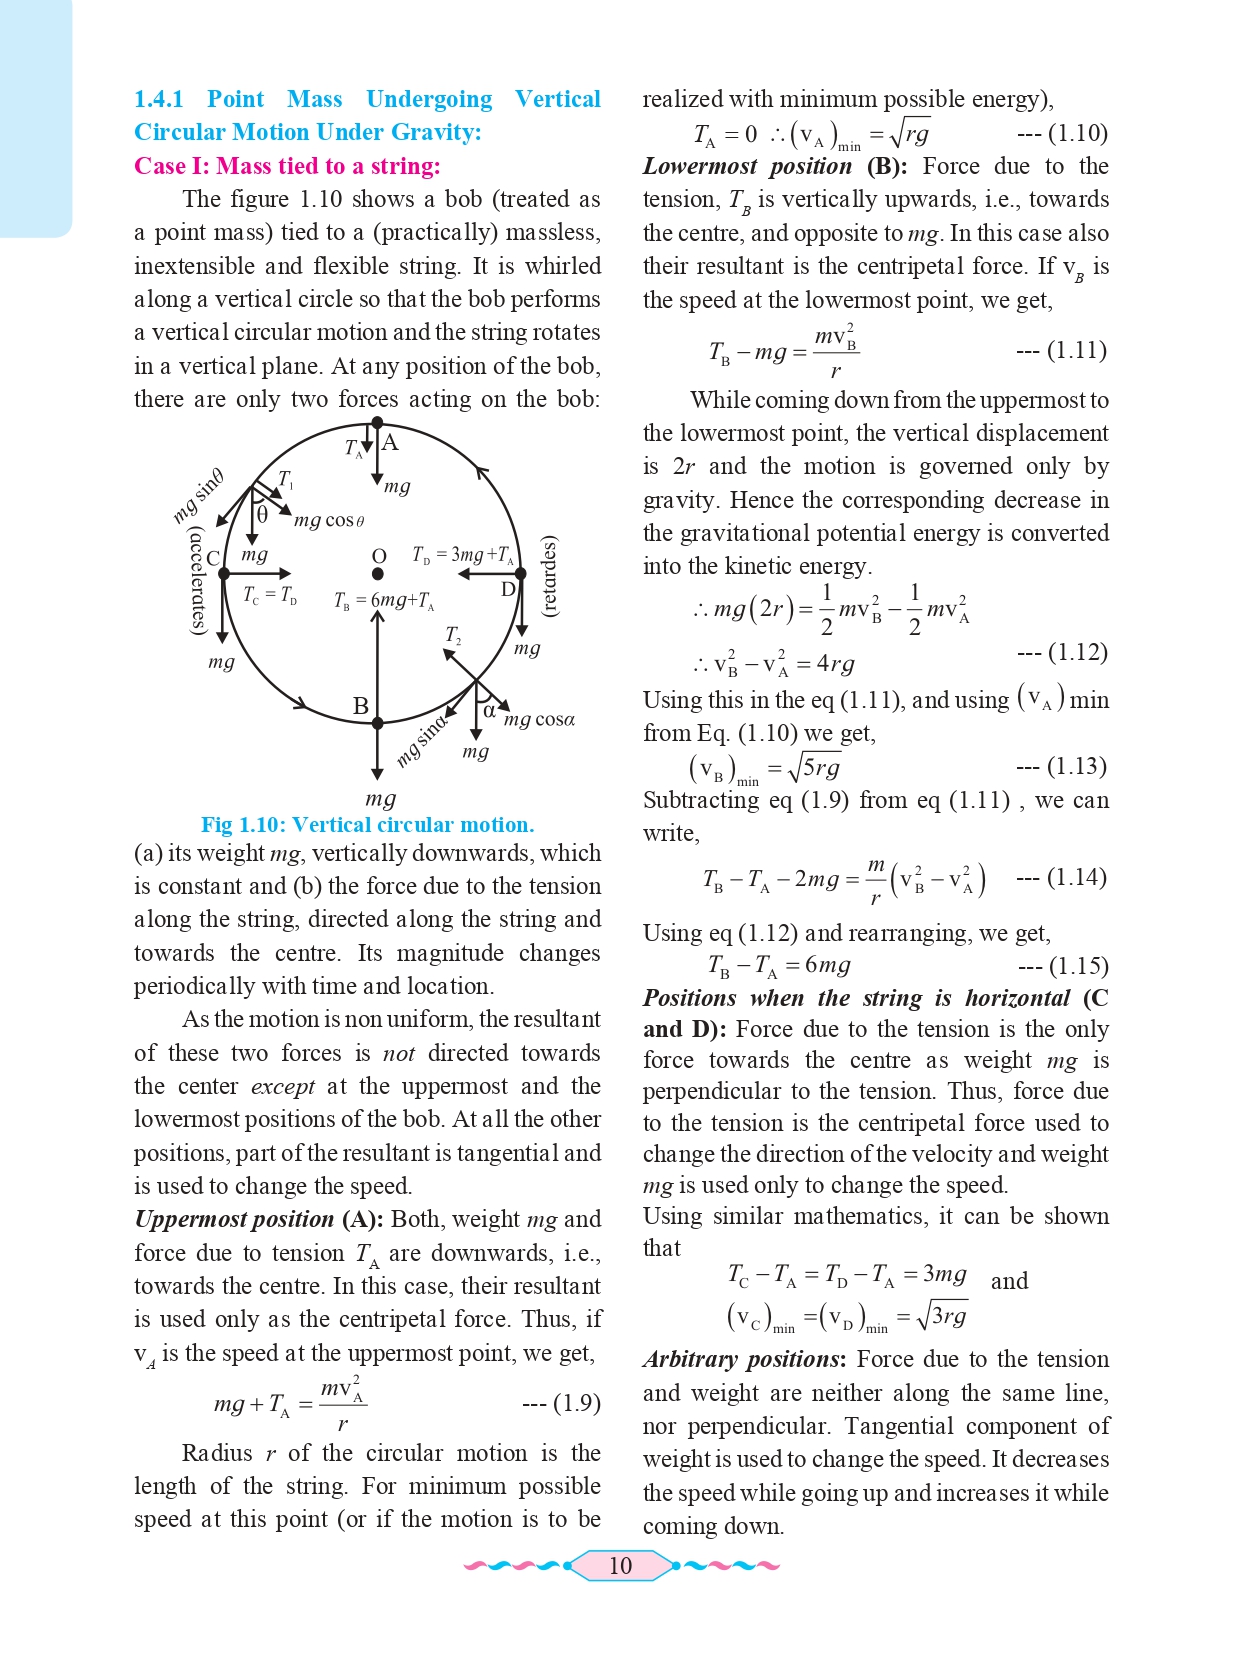 1.4.1 Point Mass Undergoing Vertical
Circular Motion Under Gravity:
Case I: Mass tied to a string:
The figure 1.10 shows a bob (treated as
a point mass) tied to a (practically) massless,
inextensible and flexible string. It is whirled
along a vertical circle so that the bob performs
a vertical circular motion and the string rotates
in a vertical plane. At any position of the bob,
there are only two forces acting on the bob:
T_A A
mg
mg sinθ
T_1
θ
mg cosθ
(accelerates)
C mg
O
T_D = 3mg+T_A
(retardes)
T_C = T_D
T_B = 6mg+T_A
D
mg
T_2
mg
B
α
mg cosα
mg sinα
mg
mg
Fig 1.10: Vertical circular motion.
(a) its weight mg, vertically downwards, which
is constant and (b) the force due to the tension
along the string, directed along the string and
towards the centre. Its magnitude changes
periodically with time and location.
As the motion is non uniform, the resultant
of these two forces is not directed towards
the center except at the uppermost and the
lowermost positions of the bob. At all the other
positions, part of the resultant is tangential and
is used to change the speed.
Uppermost position (A): Both, weight mg and
force due to tension T_A are downwards, i.e.,
towards the centre. In this case, their resultant
is used only as the centripetal force. Thus, if
v_A is the speed at the uppermost point, we get,
mg + T_A = mv_A^2 / r --- (1.9)
Radius r of the circular motion is the
length of the string. For minimum possible
speed at this point (or if the motion is to be
realized with minimum possible energy),
T_A = 0 ∴ (v_A)_min = √rg --- (1.10)
Lowermost position (B): Force due to the
tension, T_B is vertically upwards, i.e., towards
the centre, and opposite to mg. In this case also
their resultant is the centripetal force. If v_B is
the speed at the lowermost point, we get,
T_B − mg = mv_B^2 / r --- (1.11)
While coming down from the uppermost to
the lowermost point, the vertical displacement
is 2r and the motion is governed only by
gravity. Hence the corresponding decrease in
the gravitational potential energy is converted
into the kinetic energy.
∴ mg(2r) = 1/2 mv_B^2 − 1/2 mv_A^2
∴ v_B^2 − v_A^2 = 4rg --- (1.12)
Using this in the eq (1.11), and using (v_A) min
from Eq. (1.10) we get,
(v_B)_min = √5rg --- (1.13)
Subtracting eq (1.9) from eq (1.11) , we can
write,
T_B − T_A − 2mg = m/r (v_B^2 − v_A^2) --- (1.14)
Using eq (1.12) and rearranging, we get,
T_B − T_A = 6mg --- (1.15)
Positions when the string is horizontal (C
and D): Force due to the tension is the only
force towards the centre as weight mg is
perpendicular to the tension. Thus, force due
to the tension is the centripetal force used to
change the direction of the velocity and weight
mg is used only to change the speed.
Using similar mathematics, it can be shown
that
T_C − T_A = T_D − T_A = 3mg and
(v_C)_min = (v_D)_min = √3rg
Arbitrary positions: Force due to the tension
and weight are neither along the same line,
nor perpendicular. Tangential component of
weight is used to change the speed. It decreases
the speed while going up and increases it while
coming down.
10